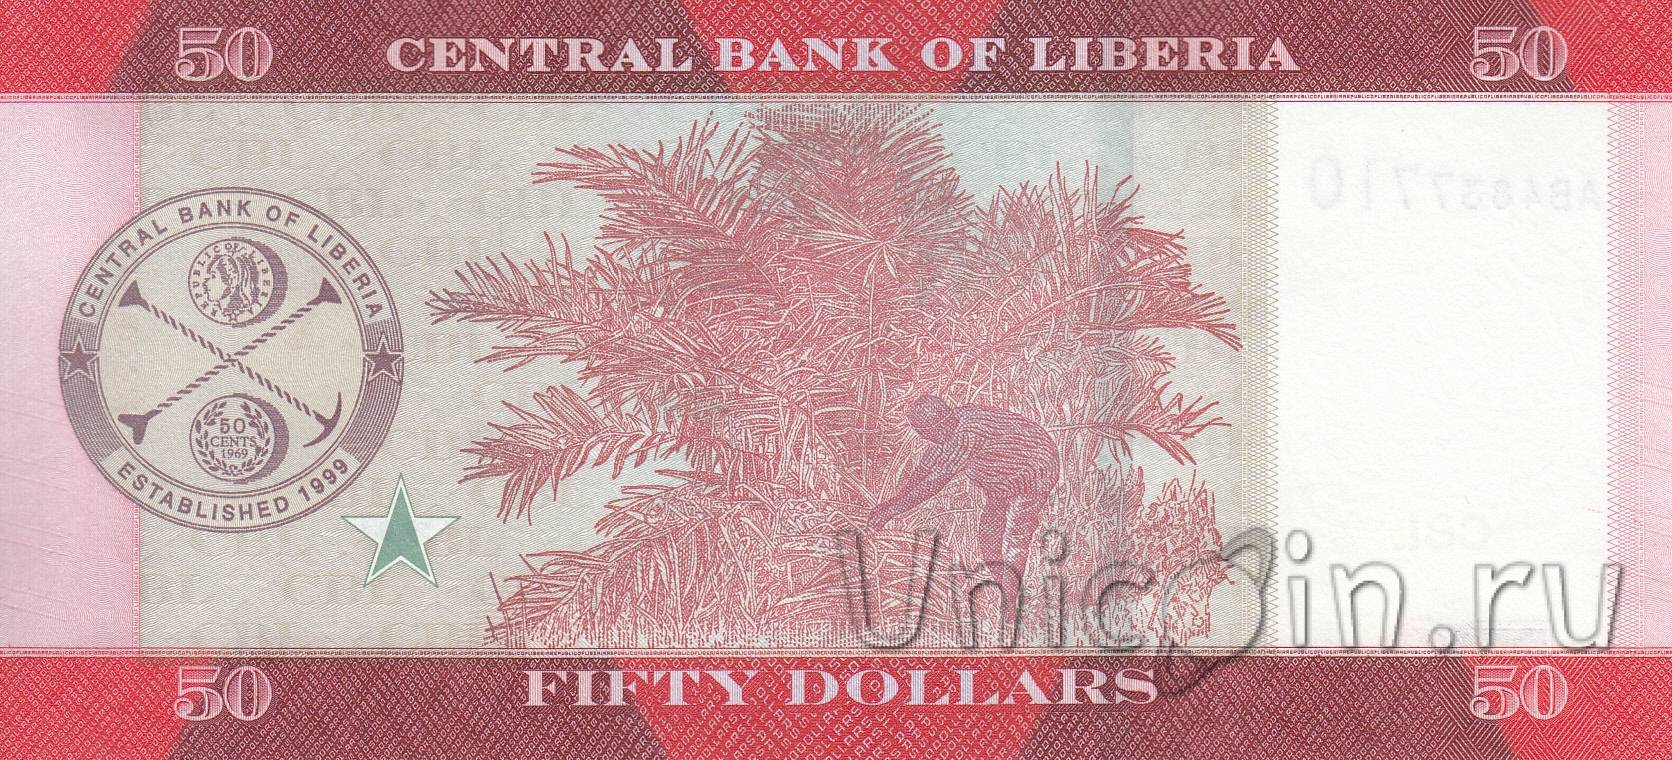 50 CENTRAL BANK OF LIBERIA 50
AB4837710
CENTRAL BANK OF LIBERIA
REPUBLIC OF LIBERIA
50
CENTS
1969
ESTABLISHED 1999
CBL
Unicoin.ru
50 FIFTY DOLLARS 50